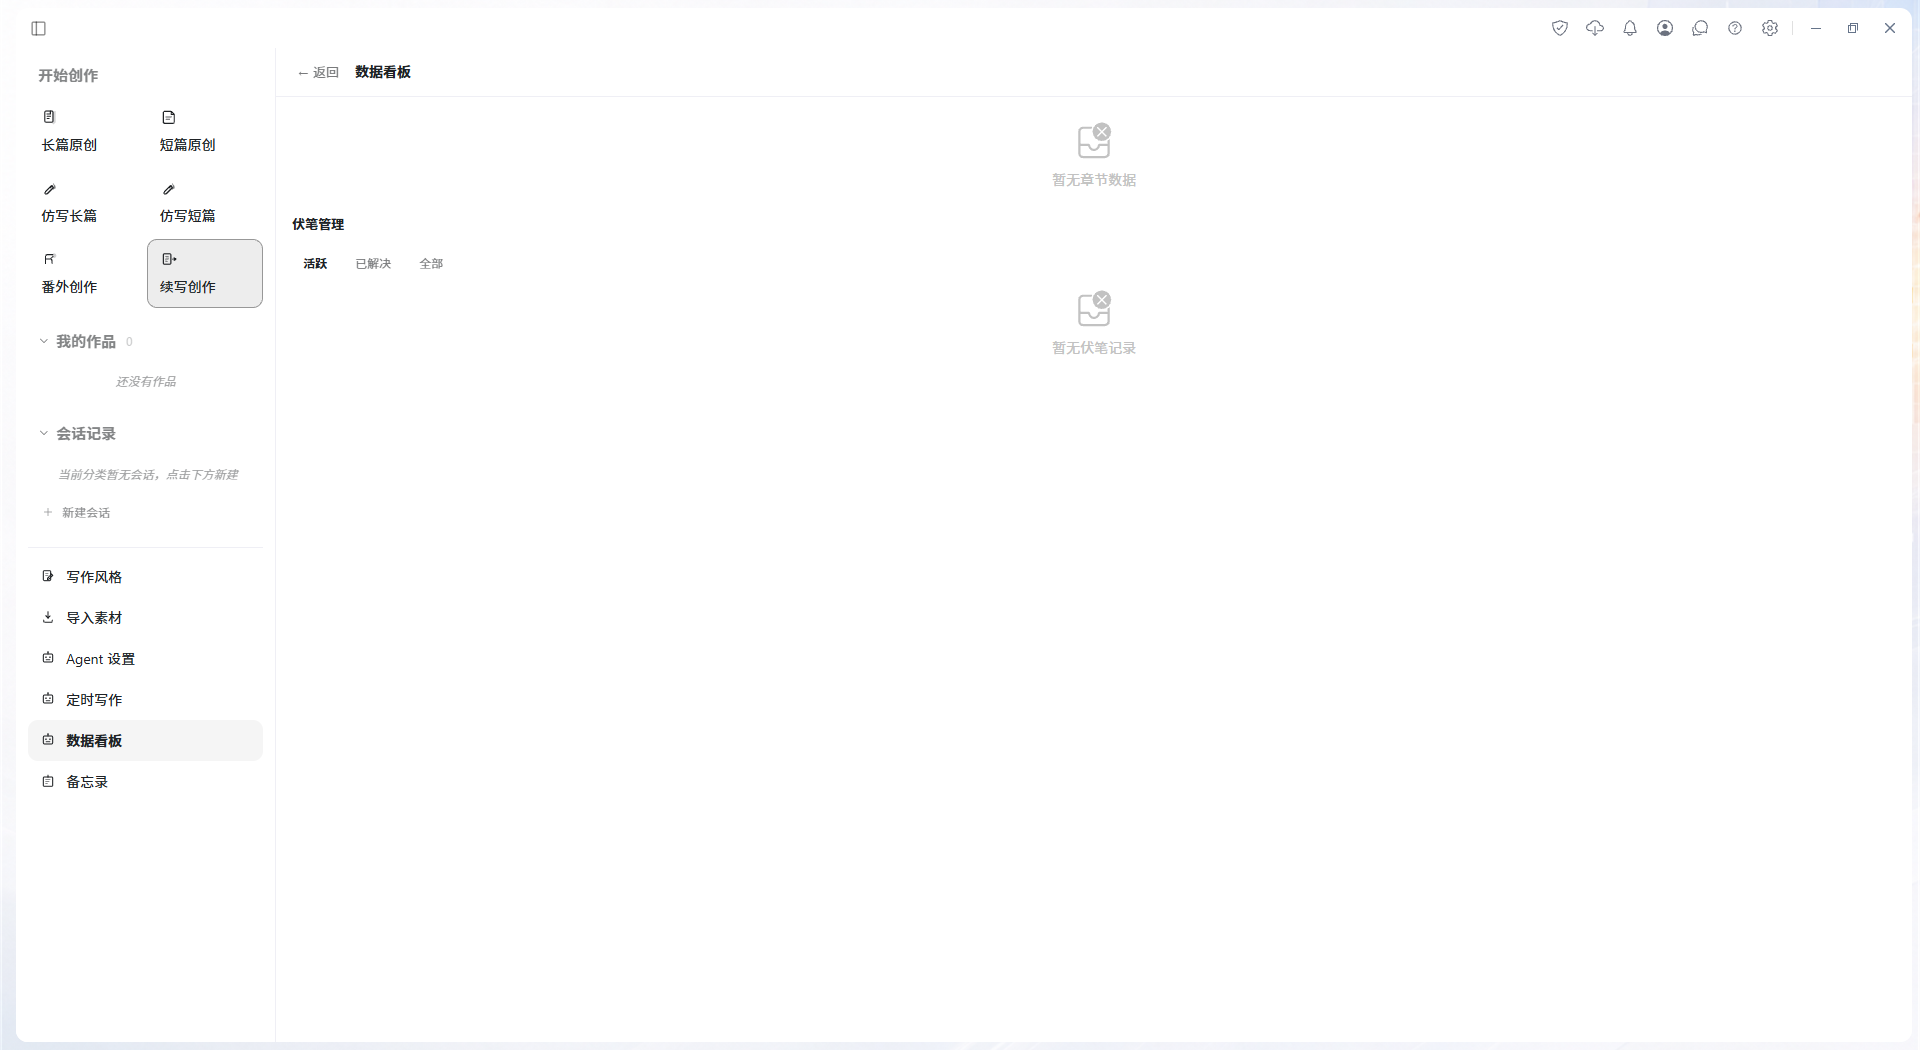 开始创作
长篇原创
短篇原创
仿写长篇
仿写短篇
番外创作
续写创作
我的作品 0
还没有作品
会话记录
当前分类暂无会话，点击下方新建
+ 新建会话
写作风格
导入素材
Agent 设置
定时写作
数据看板
备忘录
← 返回 数据看板
暂无章节数据
伏笔管理
活跃 已解决 全部
暂无伏笔记录